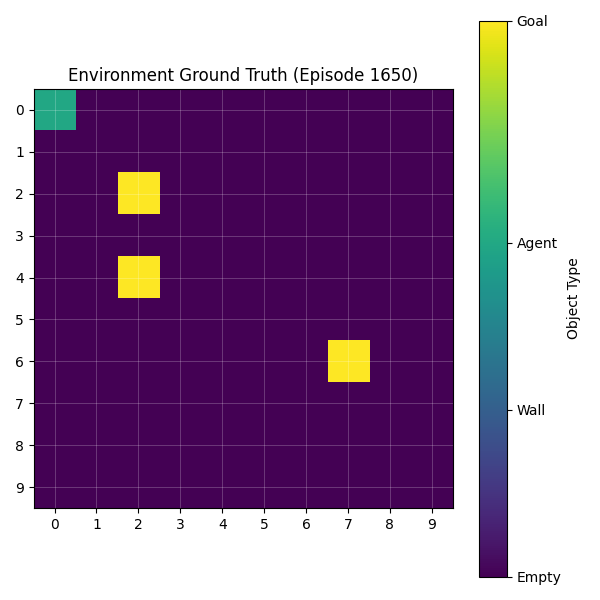 Environment Ground Truth (Episode 1650)
0
1
2
3
4
5
6
7
8
9
0 1 2 3 4 5 6 7 8 9
Goal
Agent
Wall
Empty
Object Type